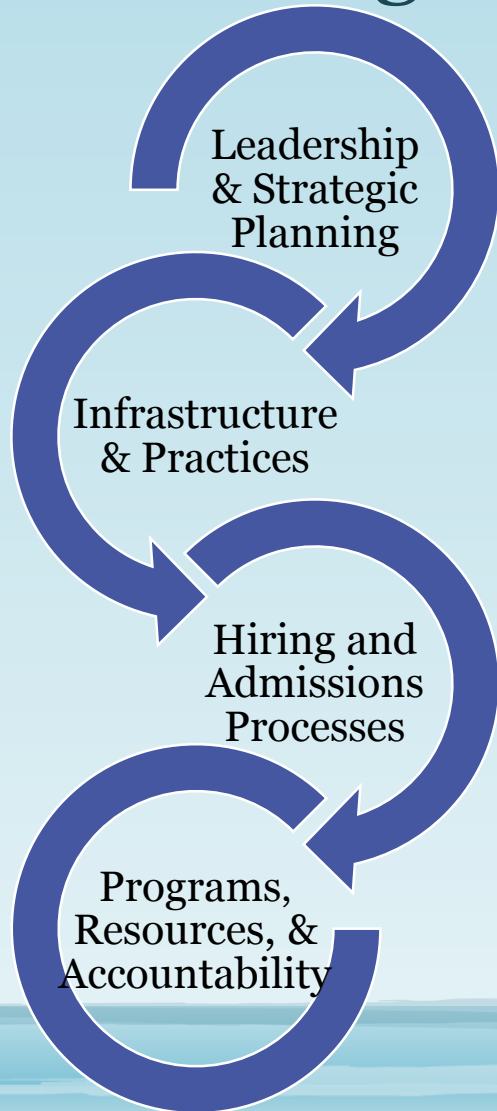 Leadership
& Strategic
Planning
Infrastructure
& Practices
Hiring and
Admissions
Processes
Programs,
Resources, &
Accountability